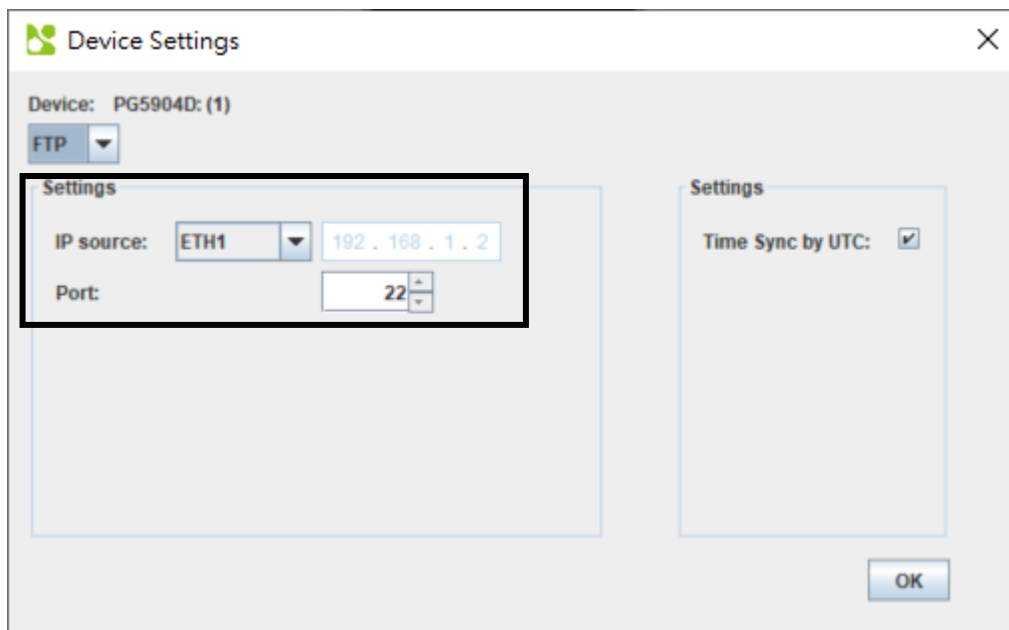 Device Settings
Device: PG5904D: (1)
FTP
Settings
IP source: ETH1 192 . 168 . 1 . 2
Port: 22
Settings
Time Sync by UTC:
OK